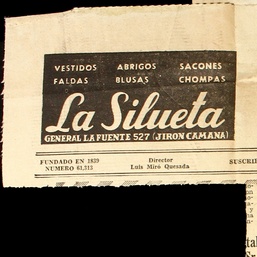 VESTIDOS ABRIGOS SACONES
FALDAS BLUSAS CHOMPAS
La Silueta
GENERAL LA FUENTE 527 (JIRON CAMANA)
FUNDADO EN 1839 Director SUSCRI
NUMERO 61,313 Luis Miró Quesada